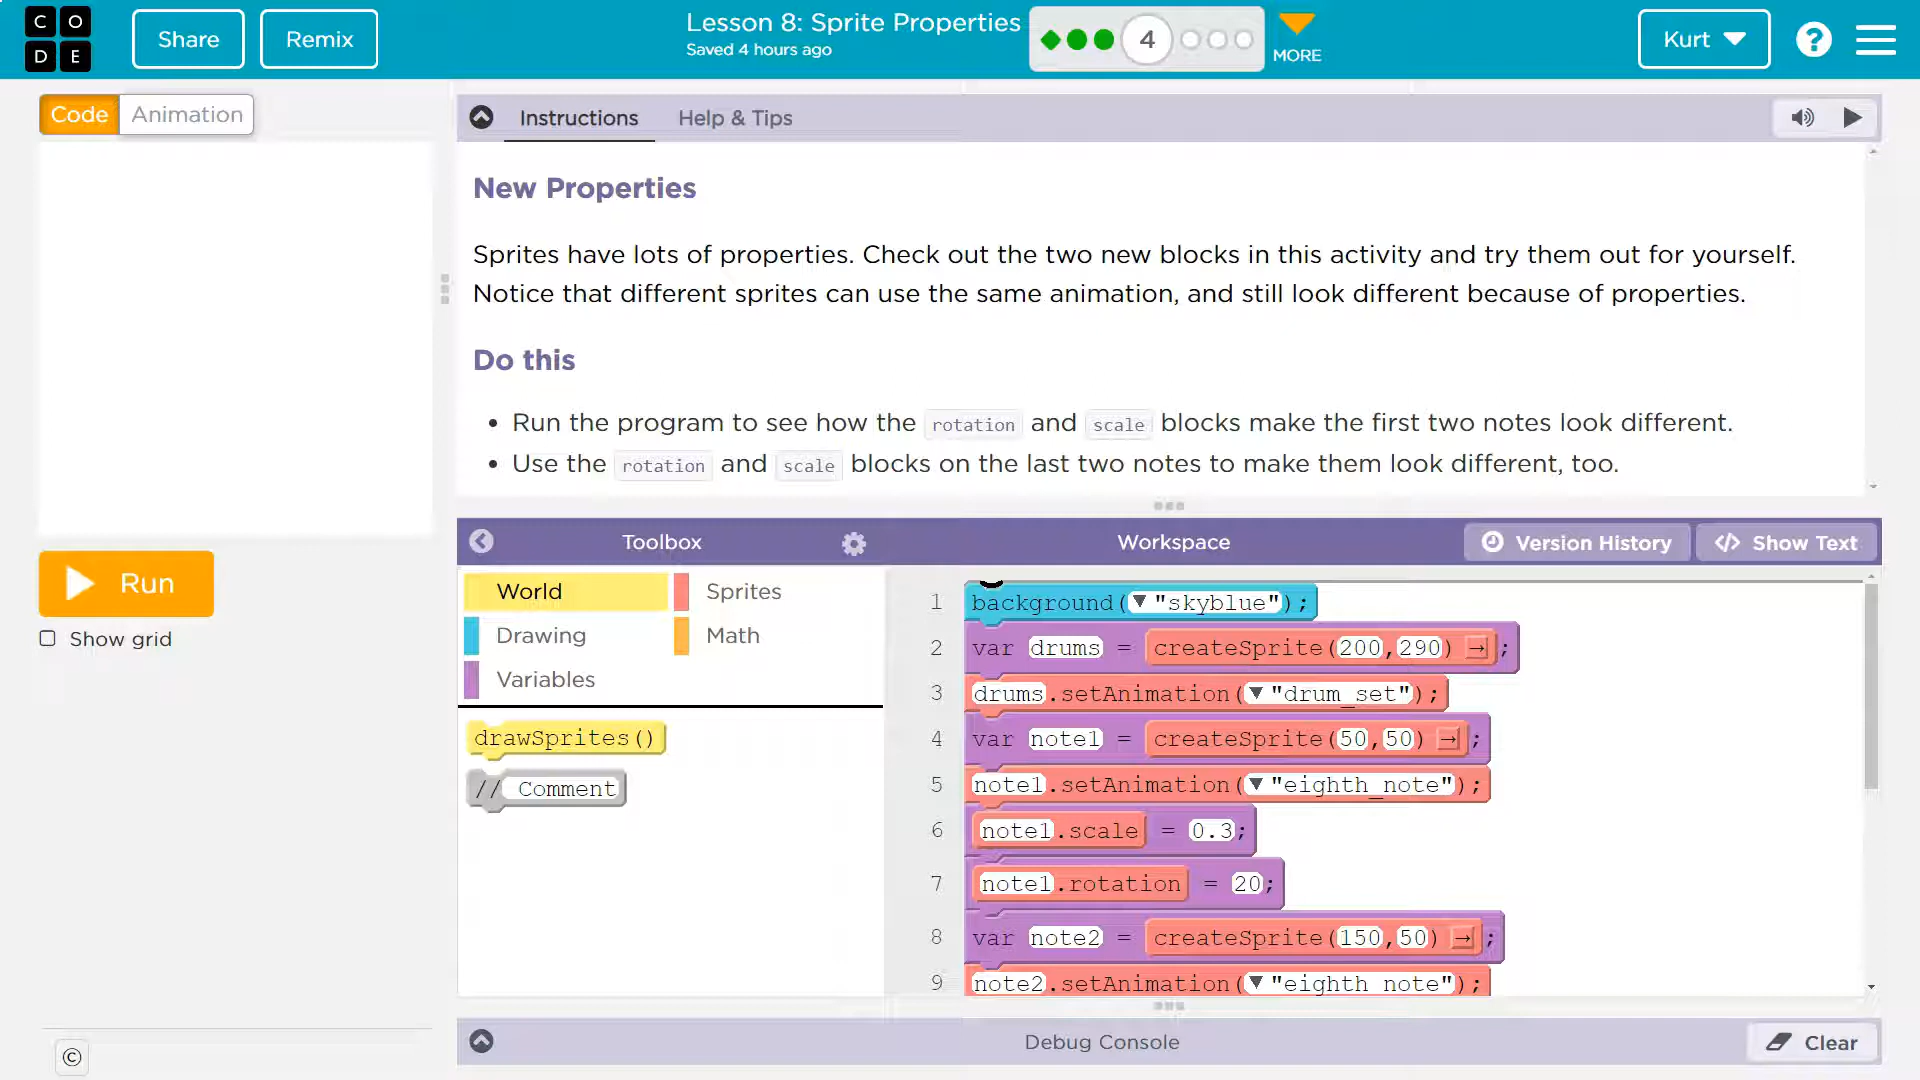 CO
DE
Share
Remix
Lesson 8: Sprite Properties
Saved 4 hours ago
4
MORE
Kurt
?
Code
Animation
Instructions
Help & Tips
New Properties
Sprites have lots of properties. Check out the two new blocks in this activity and try them out for yourself.
Notice that different sprites can use the same animation, and still look different because of properties.
Do this
• Run the program to see how the rotation and scale blocks make the first two notes look different.
• Use the rotation and scale blocks on the last two notes to make them look different, too.
Run
Show grid
Toolbox
Workspace
Version History
</> Show Text
World
Sprites
Drawing
Math
Variables
drawSprites()
// Comment
1 background(▼"skyblue");
2 var drums = createSprite(200,290) →;
3 drums.setAnimation(▼"drum_set");
4 var note1 = createSprite(50,50) →;
5 note1.setAnimation(▼"eighth_note");
6 note1.scale = 0.3;
7 note1.rotation = 20;
8 var note2 = createSprite(150,50) →;
9 note2.setAnimation(▼"eighth_note");
Debug Console
Clear
©